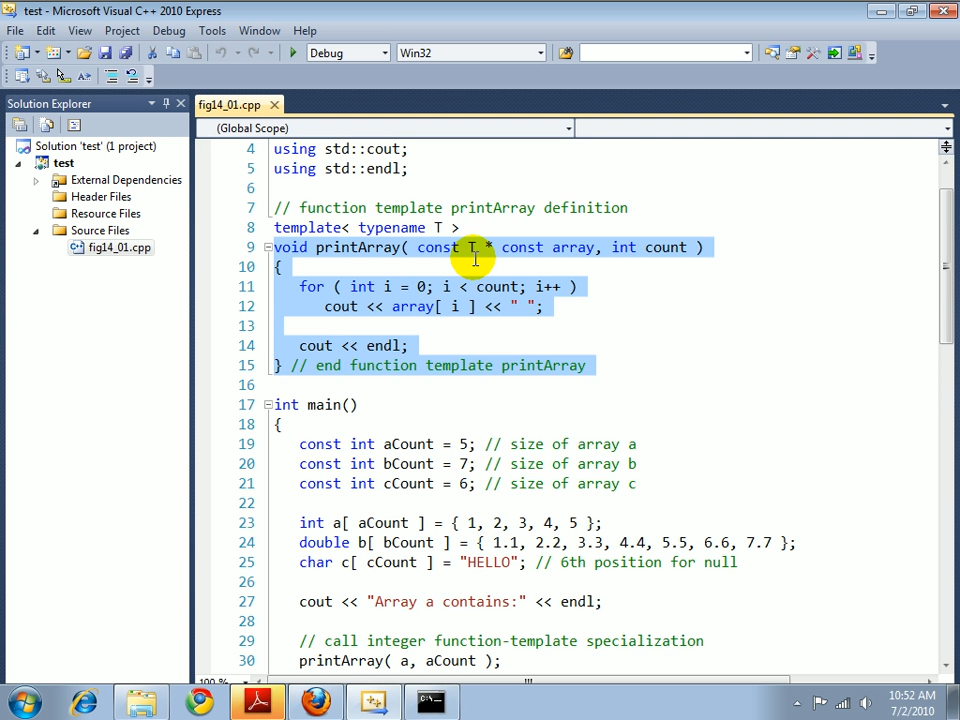 test - Microsoft Visual C++ 2010 Express
File Edit View Project Debug Tools Window Help
Debug Win32
Solution Explorer
fig14_01.cpp
(Global Scope)
Solution 'test' (1 project)
test
External Dependencies
Header Files
Resource Files
Source Files
fig14_01.cpp
4 using std::cout;
5 using std::endl;
6
7 // function template printArray definition
8 template< typename T >
9 void printArray( const T * const array, int count )
10 {
11 for ( int i = 0; i < count; i++ )
12 cout << array[ i ] << " ";
13
14 cout << endl;
15 } // end function template printArray
16
17 int main()
18 {
19 const int aCount = 5; // size of array a
20 const int bCount = 7; // size of array b
21 const int cCount = 6; // size of array c
22
23 int a[ aCount ] = { 1, 2, 3, 4, 5 };
24 double b[ bCount ] = { 1.1, 2.2, 3.3, 4.4, 5.5, 6.6, 7.7 };
25 char c[ cCount ] = "HELLO"; // 6th position for null
26
27 cout << "Array a contains:" << endl;
28
29 // call integer function-template specialization
30 printArray( a, aCount );
100 %
10:52 AM
7/2/2010